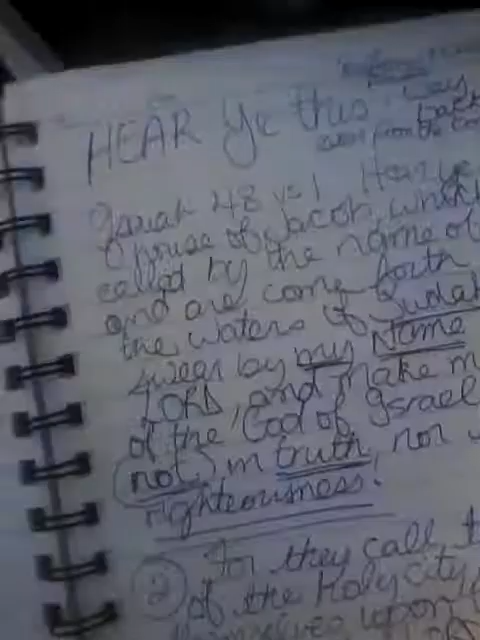 HEAR Ye this
Isaiah 48 vs 1 Hear ye
O house of Jacob, which
called by the name of
and are come forth
the waters of Judah
swear by my Name
LORD, and make m
of the God of Israel
not in truth, nor
righteousness!
② For they call t
of the Holy City,
themselves upon